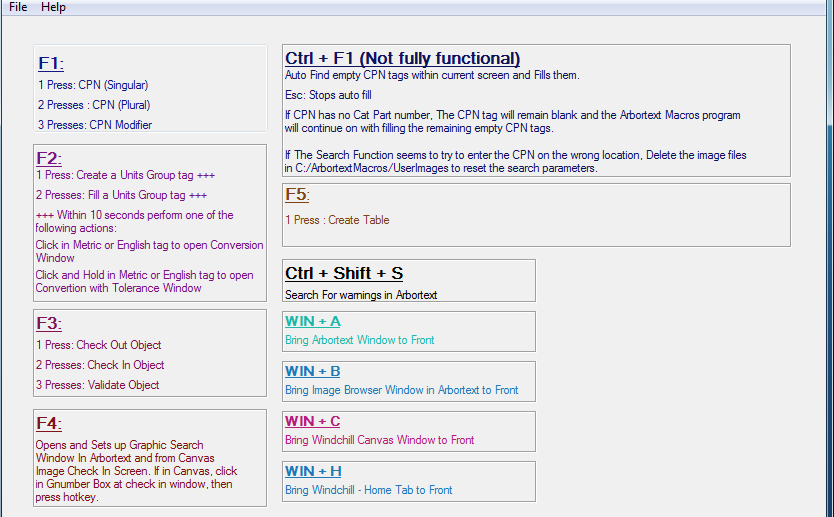 File Help
F1:
1 Press: CPN (Singular)
2 Presses : CPN (Plural)
3 Presses: CPN Modifier
F2:
1 Press: Create a Units Group tag +++
2 Presses: Fill a Units Group tag +++
+++ Within 10 seconds perform one of the
following actions:
Click in Metric or English tag to open Conversion
Window
Click and Hold in Metric or English tag to open
Convertion with Tolerance Window
F3:
1 Press: Check Out Object
2 Presses: Check In Object
3 Presses: Validate Object
F4:
Opens and Sets up Graphic Search
Window In Arbortext and from Canvas
Image Check In Screen. If in Canvas, click
in Gnumber Box at check in window, then
press hotkey.
Ctrl + F1 (Not fully functional)
Auto Find empty CPN tags within current screen and Fills them.
Esc: Stops auto fill
If CPN has no Cat Part number, The CPN tag will remain blank and the Arbortext Macros program
will continue on with filling the remaining empty CPN tags.
If The Search Function seems to try to enter the CPN on the wrong location, Delete the image files
in C:/ArbortextMacros/UserImages to reset the search parameters.
F5:
1 Press : Create Table
Ctrl + Shift + S
Search For warnings in Arbortext
WIN + A
Bring Arbortext Window to Front
WIN + B
Bring Image Browser Window in Arbortext to Front
WIN + C
Bring Windchill Canvas Window to Front
WIN + H
Bring Windchill - Home Tab to Front